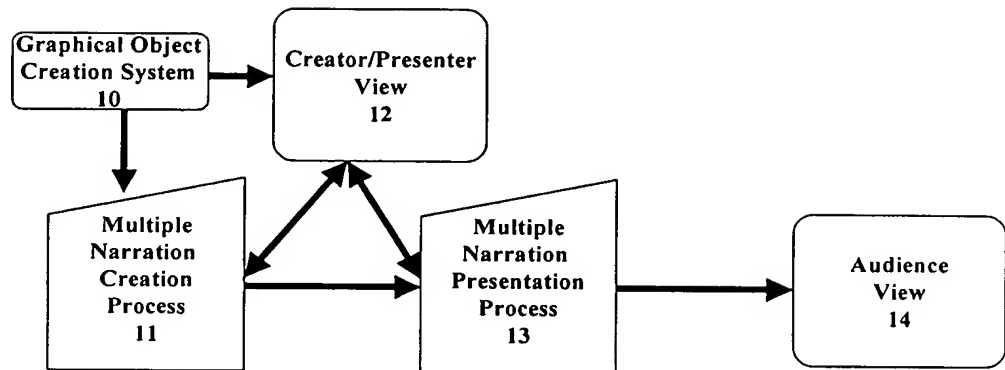 Graphical Object
Creation System
10
Creator/Presenter
View
12
Multiple
Narration
Creation
Process
11
Multiple
Narration
Presentation
Process
13
Audience
View
14